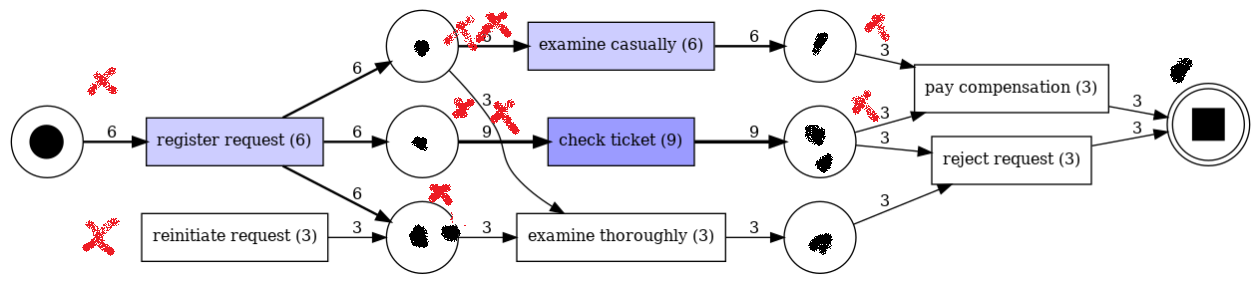 6
register request (6)
reinitiate request (3)
3
6
6
6
6
3
9
3
examine casually (6)
check ticket (9)
examine thoroughly (3)
6
9
3
3
3
3
3
pay compensation (3)
reject request (3)
3
3